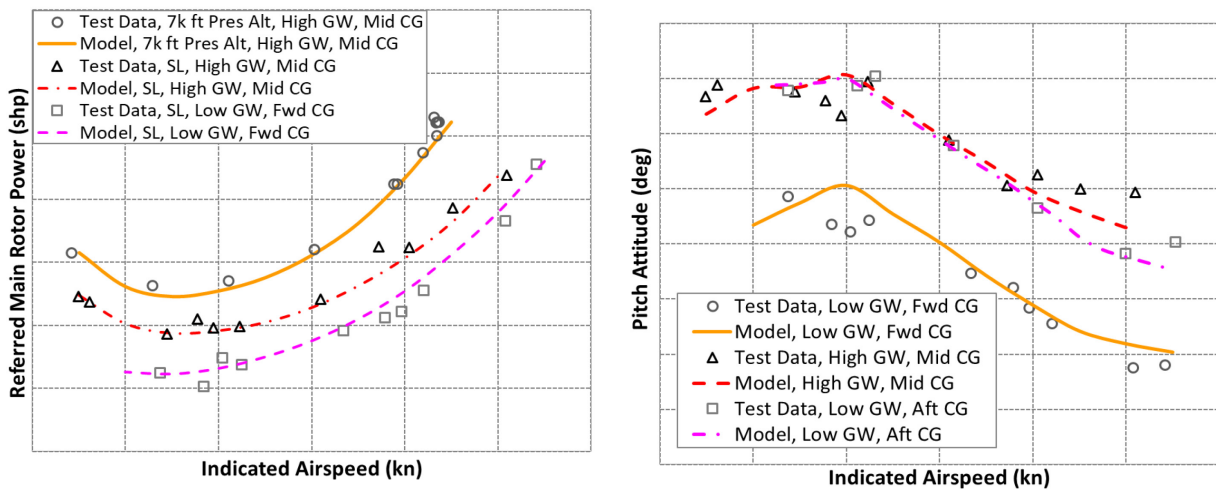 Test Data, 7k ft Pres Alt, High GW, Mid CG
Model, 7k ft Pres Alt, High GW, Mid CG
Test Data, SL, High GW, Mid CG
Model, SL, High GW, Mid CG
Test Data, SL, Low GW, Fwd CG
Model, SL, Low GW, Fwd CG
Referred Main Rotor Power (shp)
Indicated Airspeed (kn)
Pitch Attitude (deg)
Test Data, Low GW, Fwd CG
Model, Low GW, Fwd CG
Test Data, High GW, Mid CG
Model, High GW, Mid CG
Test Data, Low GW, Aft CG
Model, Low GW, Aft CG
Indicated Airspeed (kn)